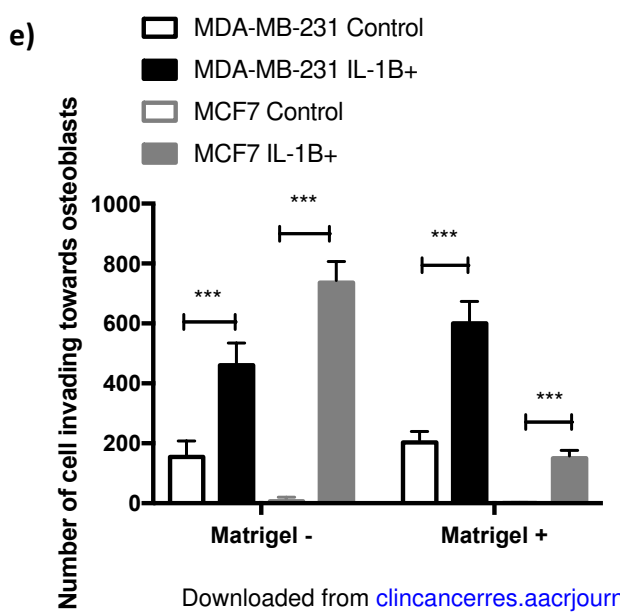 e)
MDA-MB-231 Control
MDA-MB-231 IL-1B+
MCF7 Control
MCF7 IL-1B+
Number of cell invading towards osteoblasts
1000
800
600
400
200
0
***
***
***
***
Matrigel -
Matrigel +
Downloaded from clincancerres.aacrjourn